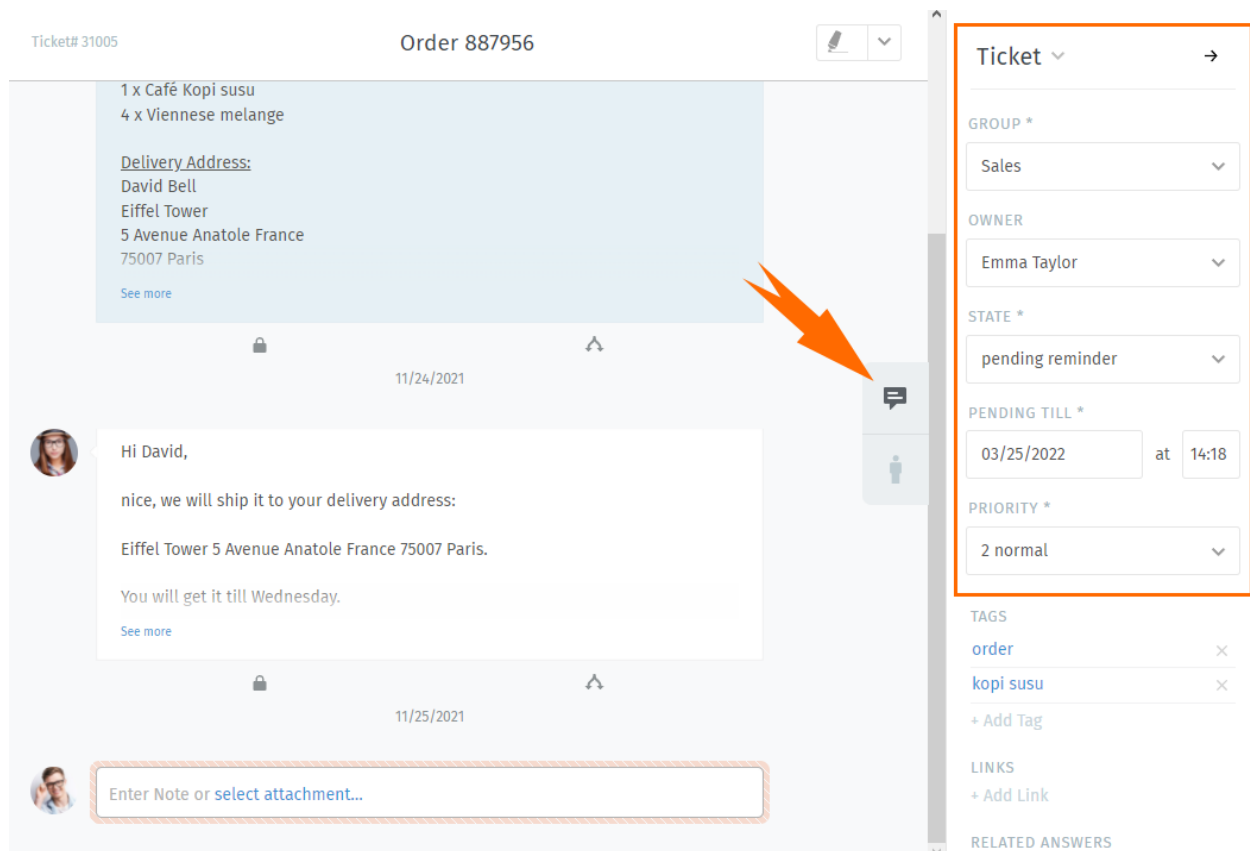 Ticket# 31005
Order 887956
1 x Café Kopi susu
4 x Viennese melange
Delivery Address:
David Bell
Eiffel Tower
5 Avenue Anatole France
75007 Paris
See more
11/24/2021
Hi David,
nice, we will ship it to your delivery address:
Eiffel Tower 5 Avenue Anatole France 75007 Paris.
You will get it till Wednesday.
See more
11/25/2021
Enter Note or select attachment...
Ticket
GROUP *
Sales
OWNER
Emma Taylor
STATE *
pending reminder
PENDING TILL *
03/25/2022 at 14:18
PRIORITY *
2 normal
TAGS
order
kopi susu
+ Add Tag
LINKS
+ Add Link
RELATED ANSWERS